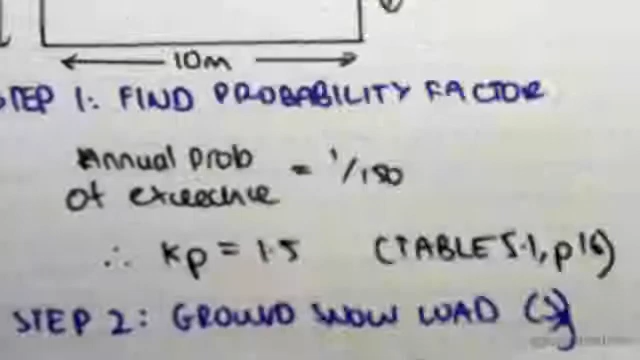 10m
STEP 1: FIND PROBABILITY FACTOR
Annual prob
of exceedance = 1/150
∴ Kp = 1.5 (TABLE 5.1, p16)
STEP 2: GROUND SNOW LOAD (S)